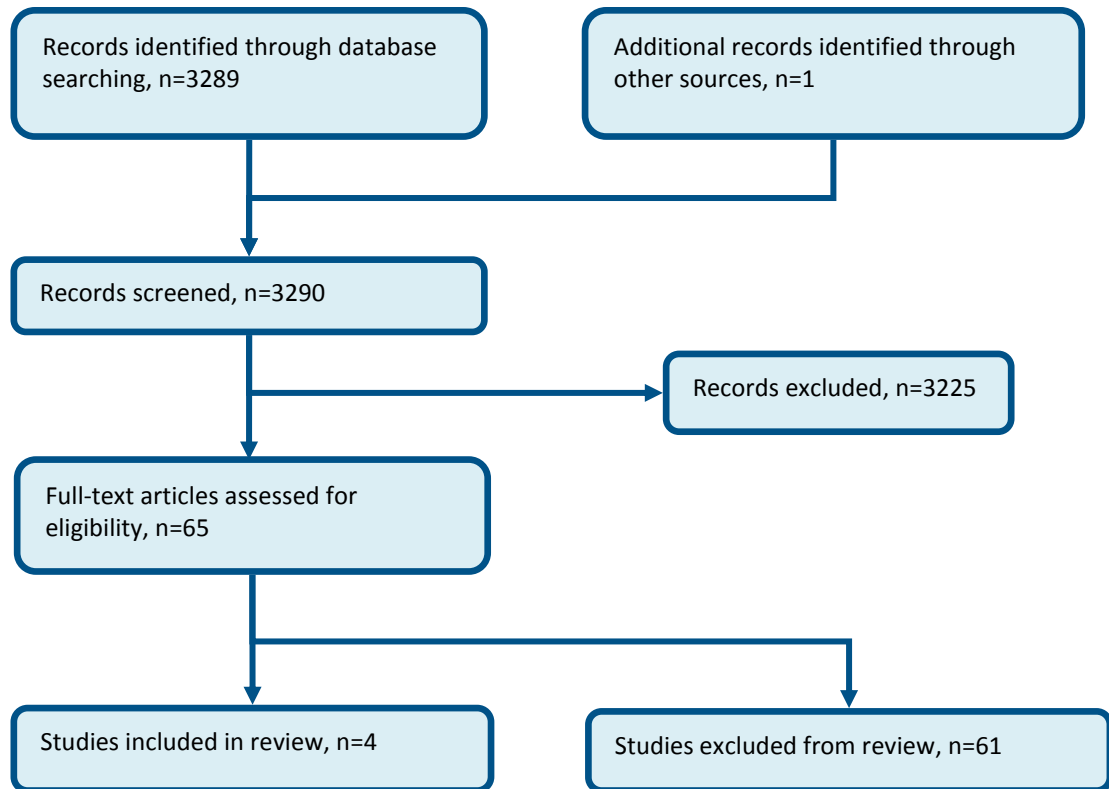 Records identified through database
searching, n=3289
Additional records identified through
other sources, n=1
Records screened, n=3290
Records excluded, n=3225
Full-text articles assessed for
eligibility, n=65
Studies included in review, n=4
Studies excluded from review, n=61